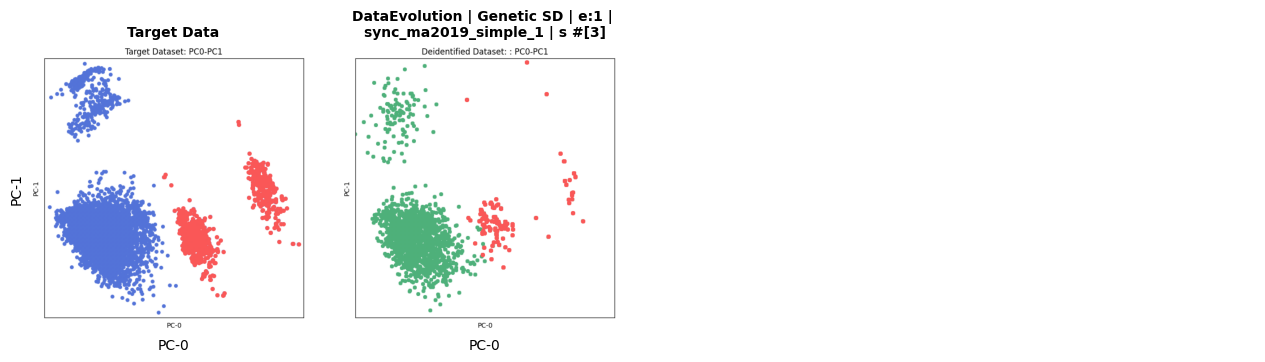 Target Data
Target Dataset: PC0-PC1
PC-1
PC-1
PC-0
PC-0
DataEvolution | Genetic SD | e:1 |
sync_ma2019_simple_1 | s #[3]
Deidentified Dataset: : PC0-PC1
PC-1
PC-0
PC-0